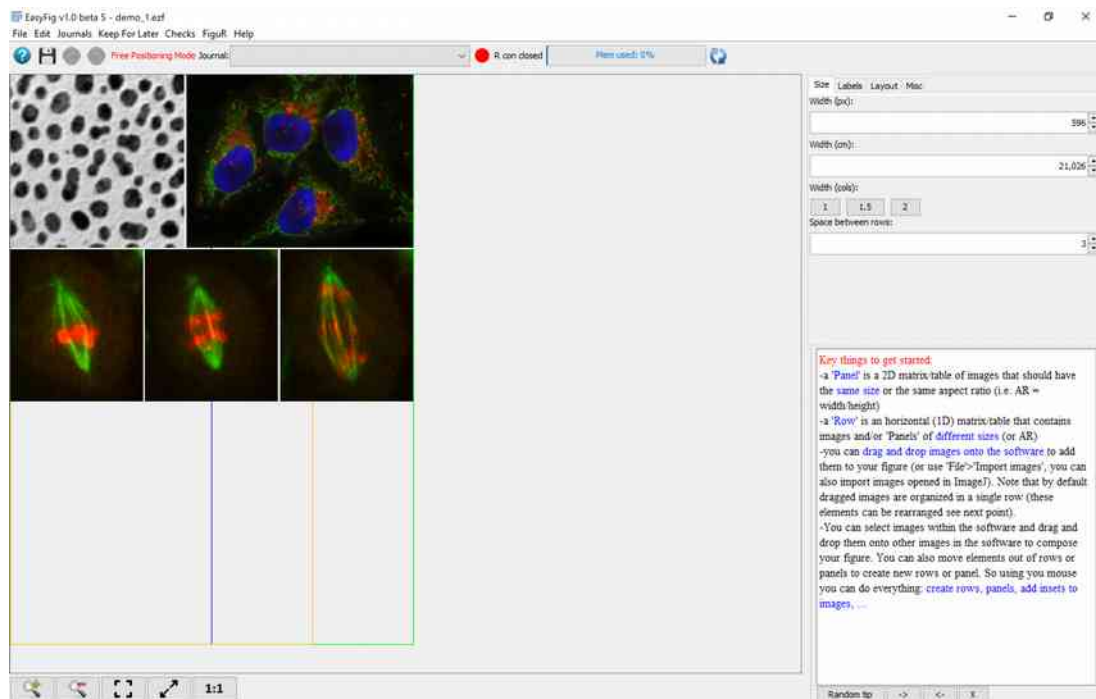 EasyFig v1.0 beta 5 - demo_1.ezf
File Edit Journals Keep For Later Checks FiguR Help
Free Positioning Mode Journal: R con closed Mem used: 0%
Size Labels Layout Misc
Width (px):
596
Width (cm):
21,026
Width (cols):
1 1.5 2
Space between rows:
3
Key things to get started:
-a 'Panel' is a 2D matrix/table of images that should have
the same size or the same aspect ratio (i.e. AR =
width/height)
-a 'Row' is an horizontal (1D) matrix/table that contains
images and/or 'Panels' of different sizes (or AR)
-you can drag and drop images onto the software to add
them to your figure (or use 'File'>'Import images', you can
also import images opened in ImageJ). Note that by default
dragged images are organized in a single row (these
elements can be rearranged see next point).
-You can select images within the software and drag and
drop them onto other images in the software to compose
your figure. You can also move elements out of rows or
panels to create new rows or panel. So using you mouse
you can do everything: create rows, panels, add insets to
images, ...
1:1
Random tip -> <- X